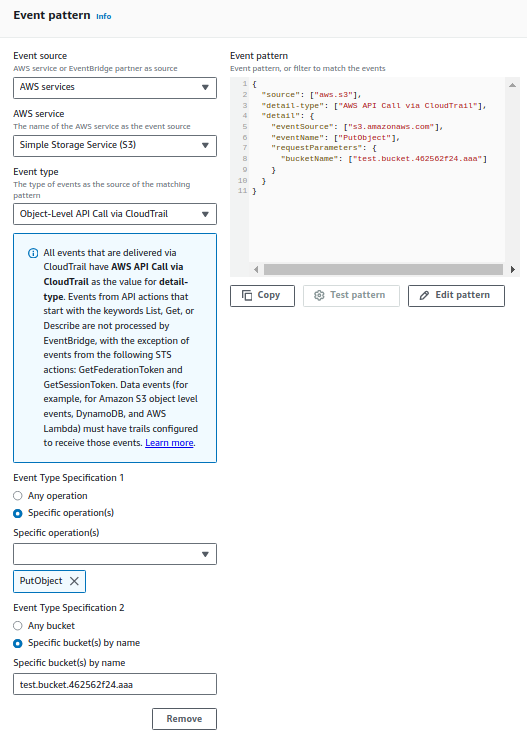 Event pattern Info
Event source
AWS service or EventBridge partner as source
AWS services
AWS service
The name of the AWS service as the event source
Simple Storage Service (S3)
Event type
The type of events as the source of the matching
pattern
Object-Level API Call via CloudTrail
All events that are delivered via
CloudTrail have AWS API Call via
CloudTrail as the value for detail-
type. Events from API actions that
start with the keywords List, Get, or
Describe are not processed by
EventBridge, with the exception of
events from the following STS
actions: GetFederationToken and
GetSessionToken. Data events (for
example, for Amazon S3 object level
events, DynamoDB, and AWS
Lambda) must have trails configured
to receive those events. Learn more.
Event Type Specification 1
Any operation
Specific operation(s)
Specific operation(s)
PutObject
Event Type Specification 2
Any bucket
Specific bucket(s) by name
Specific bucket(s) by name
test.bucket.462562f24.aaa
Remove
Event pattern
Event pattern, or filter to match the events
1 {
2 "source": ["aws.s3"],
3 "detail-type": ["AWS API Call via CloudTrail"],
4 "detail": {
5 "eventSource": ["s3.amazonaws.com"],
6 "eventName": ["PutObject"],
7 "requestParameters": {
8 "bucketName": ["test.bucket.462562f24.aaa"]
9 }
10 }
11 }
Copy
Test pattern
Edit pattern